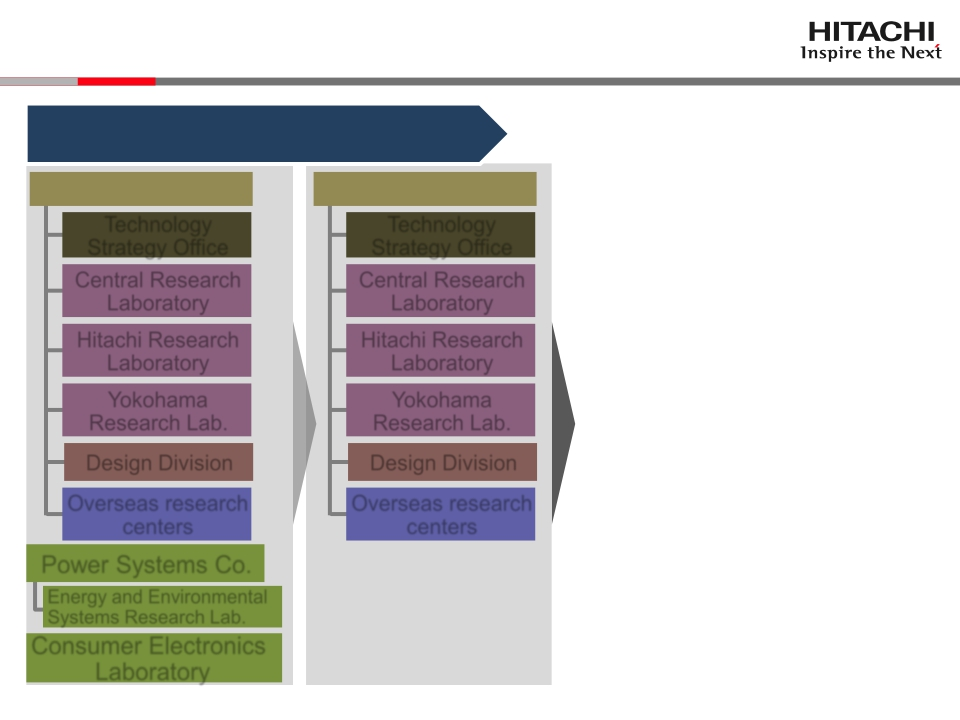 HITACHI
Inspire the Next
Technology
Strategy Office
Central Research
Laboratory
Hitachi Research
Laboratory
Yokohama
Research Lab.
Design Division
Overseas research
centers
Power Systems Co.
Energy and Environmental
Systems Research Lab.
Consumer Electronics
Laboratory
Technology
Strategy Office
Central Research
Laboratory
Hitachi Research
Laboratory
Yokohama
Research Lab.
Design Division
Overseas research
centers